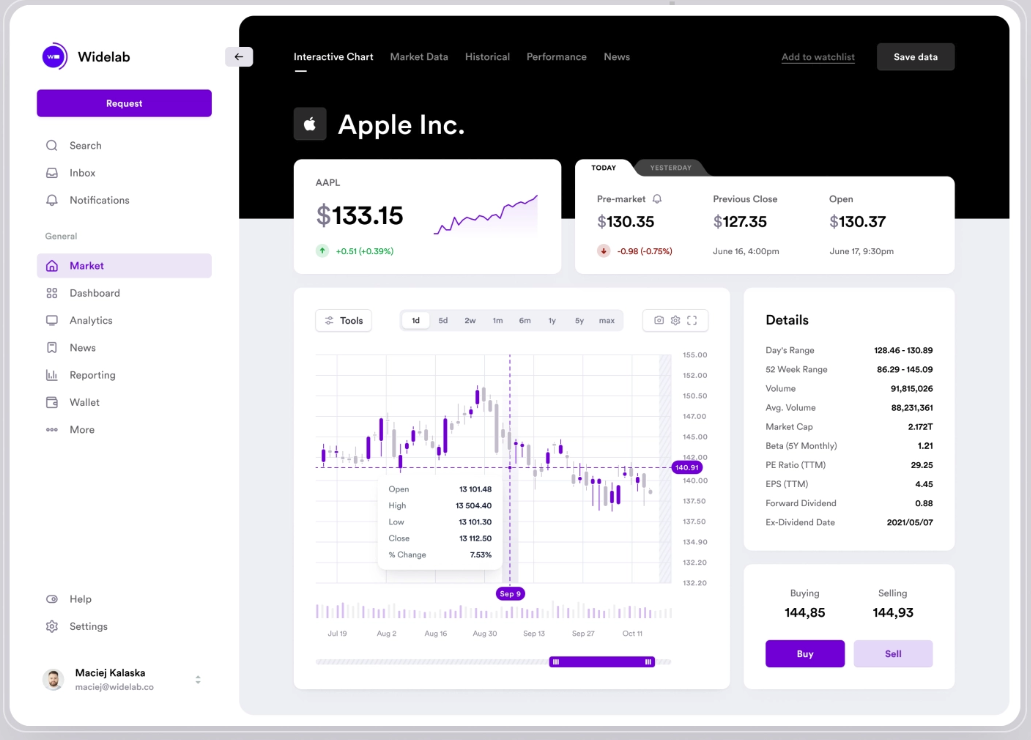 Widelab
Request
Search
Inbox
Notifications
General
Market
Dashboard
Analytics
News
Reporting
Wallet
More
Help
Settings
Maciej Kalaska
maciej@widelab.co
Interactive Chart Market Data Historical Performance News Add to watchlist Save data
Apple Inc.
AAPL
$133.15
+0.51 (+0.39%)
TODAY YESTERDAY
Pre-market Previous Close Open
$130.35 $127.35 $130.37
-0.98 (-0.75%) June 16, 4:00pm June 17, 9:30pm
Tools 1d 5d 2w 1m 6m 1y 5y max
155.00
152.00
150.50
147.00
145.00
142.00
140.91
140.00
137.50
137.50
134.90
132.20
132.20
Open 13 101.48
High 13 504.40
Low 13 101.30
Close 13 112.50
% Change 7.53%
Sep 9
Jul 19 Aug 2 Aug 16 Aug 30 Sep 13 Sep 27 Oct 11
Details
Day's Range 128.46 - 130.89
52 Week Range 86.29 - 145.09
Volume 91,815,026
Avg. Volume 88,231,361
Market Cap 2.172T
Beta (5Y Monthly) 1.21
PE Ratio (TTM) 29.25
EPS (TTM) 4.45
Forward Dividend 0.88
Ex-Dividend Date 2021/05/07
Buying Selling
144,85 144,93
Buy Sell